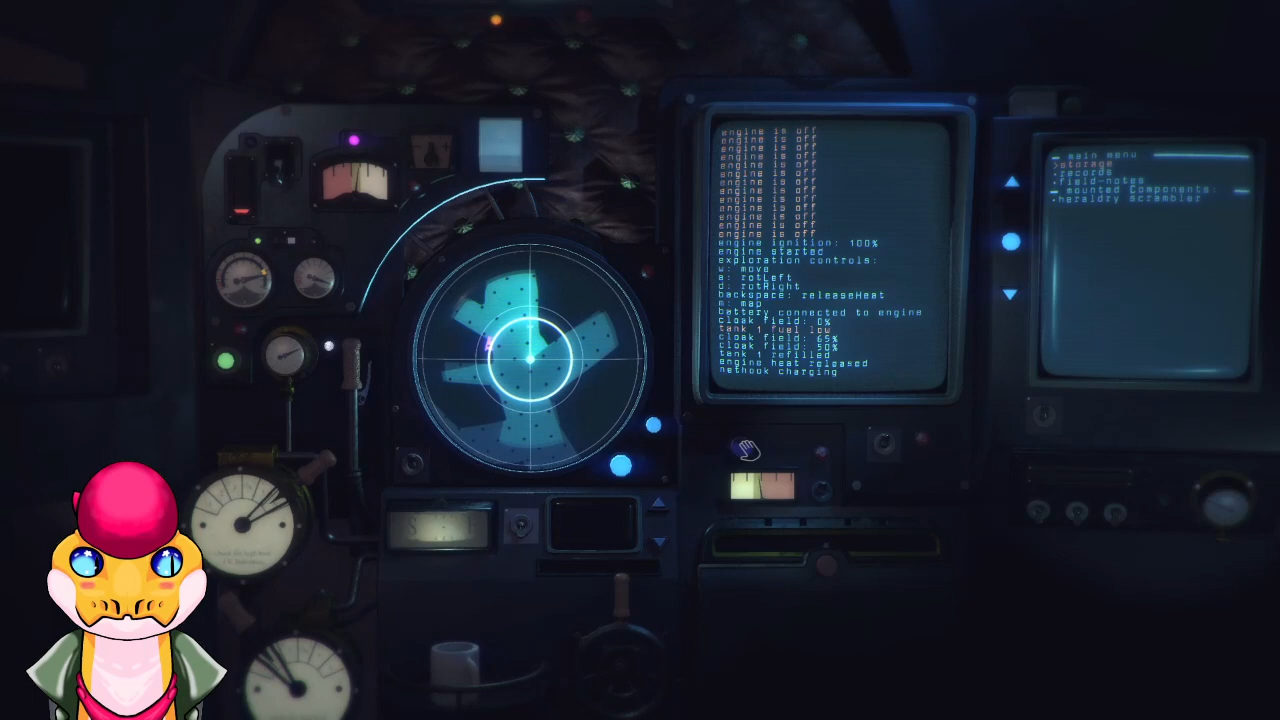 engine is off
engine is off
engine is off
engine is off
engine is off
engine is off
engine is off
engine is off
engine is off
engine is off
engine is off
engine is off
engine is off
engine ignition: 100%
engine started
exploration controls:
w: move
a: rotLeft
d: rotRight
backspace: releaseHeat
m: map
battery connected to engine
cloak field: 0%
tank 1 fuel low
cloak field: 65%
cloak field: 50%
tank 1 refilled
engine heat released
nethook charging
main menu
>storage
.records
.field-notes
mounted Components:
.heraldry scrambler